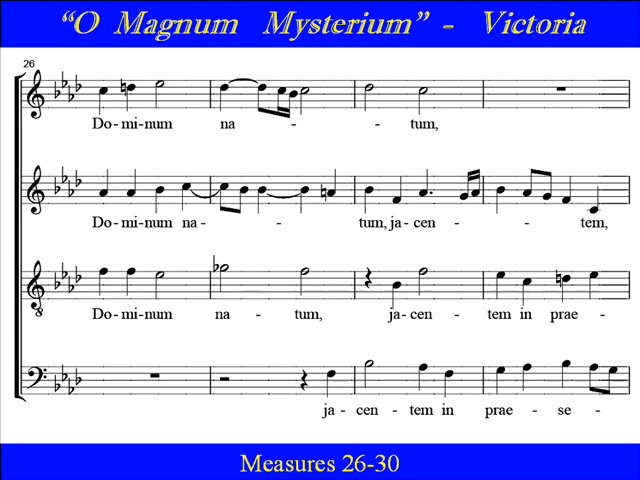 “O Magnum Mysterium” - Victoria
26
Do - mi - num na - - tum,
Do - mi - num na - - - tum, ja - cen - - - tem,
8
Do - mi - num na - tum, ja - cen - tem in prae -
ja - cen - tem in prae - se -
Measures 26-30